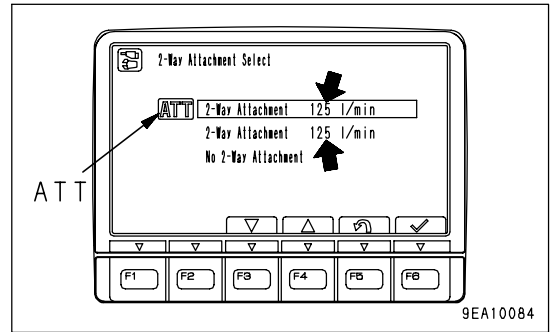 2-Way Attachment Select
ATT 2-Way Attachment 125 l/min
2-Way Attachment 125 l/min
No 2-Way Attachment
ATT
F1 F2 F3 F4 F5 F6
9EA10084